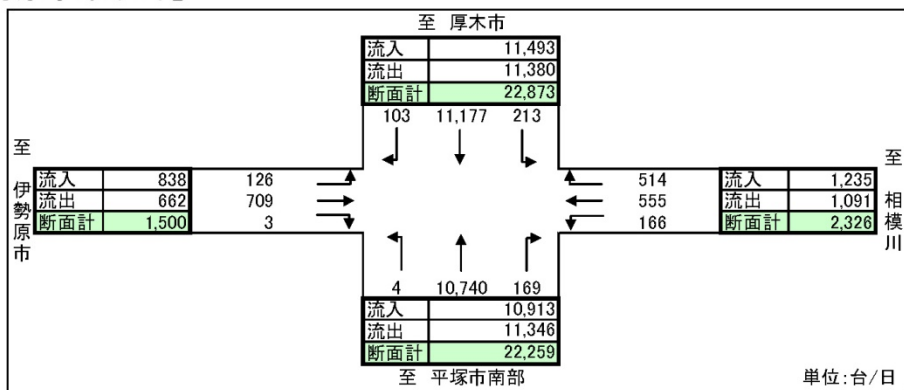 至 厚木市
流入 11,493
流出 11,380
断面計 22,873
103 11,177 213
至 伊勢原市
流入 838
流出 662
断面計 1,500
126
709
3
514
555
166
流入 1,235
流出 1,091
断面計 2,326
至 相模川
4 10,740 169
流入 10,913
流出 11,346
断面計 22,259
至 平塚市南部
単位:台/日